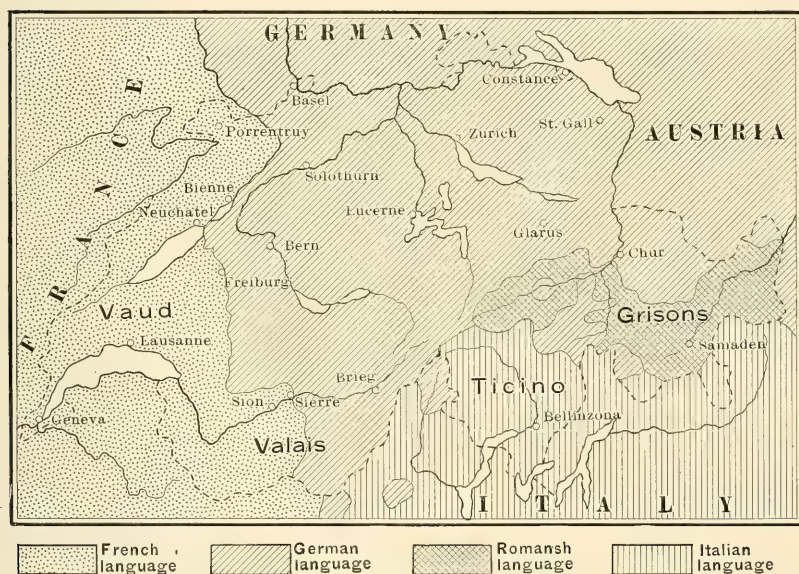 GERMANY
FRANCE
Constance
Basel
Porrentruy
Zurich
St. Gall
AUSTRIA
Solothurn
Bienne
Neuchatel
Lucerne
Glarus
Bern
Chur
Freiburg
Vaud
Grisons
Lausanne
Samaden
Brieg
Ticino
Sion
Sierre
Geneva
Bellinzona
Valais
ITALY
French language
German language
Romansh language
Italian language